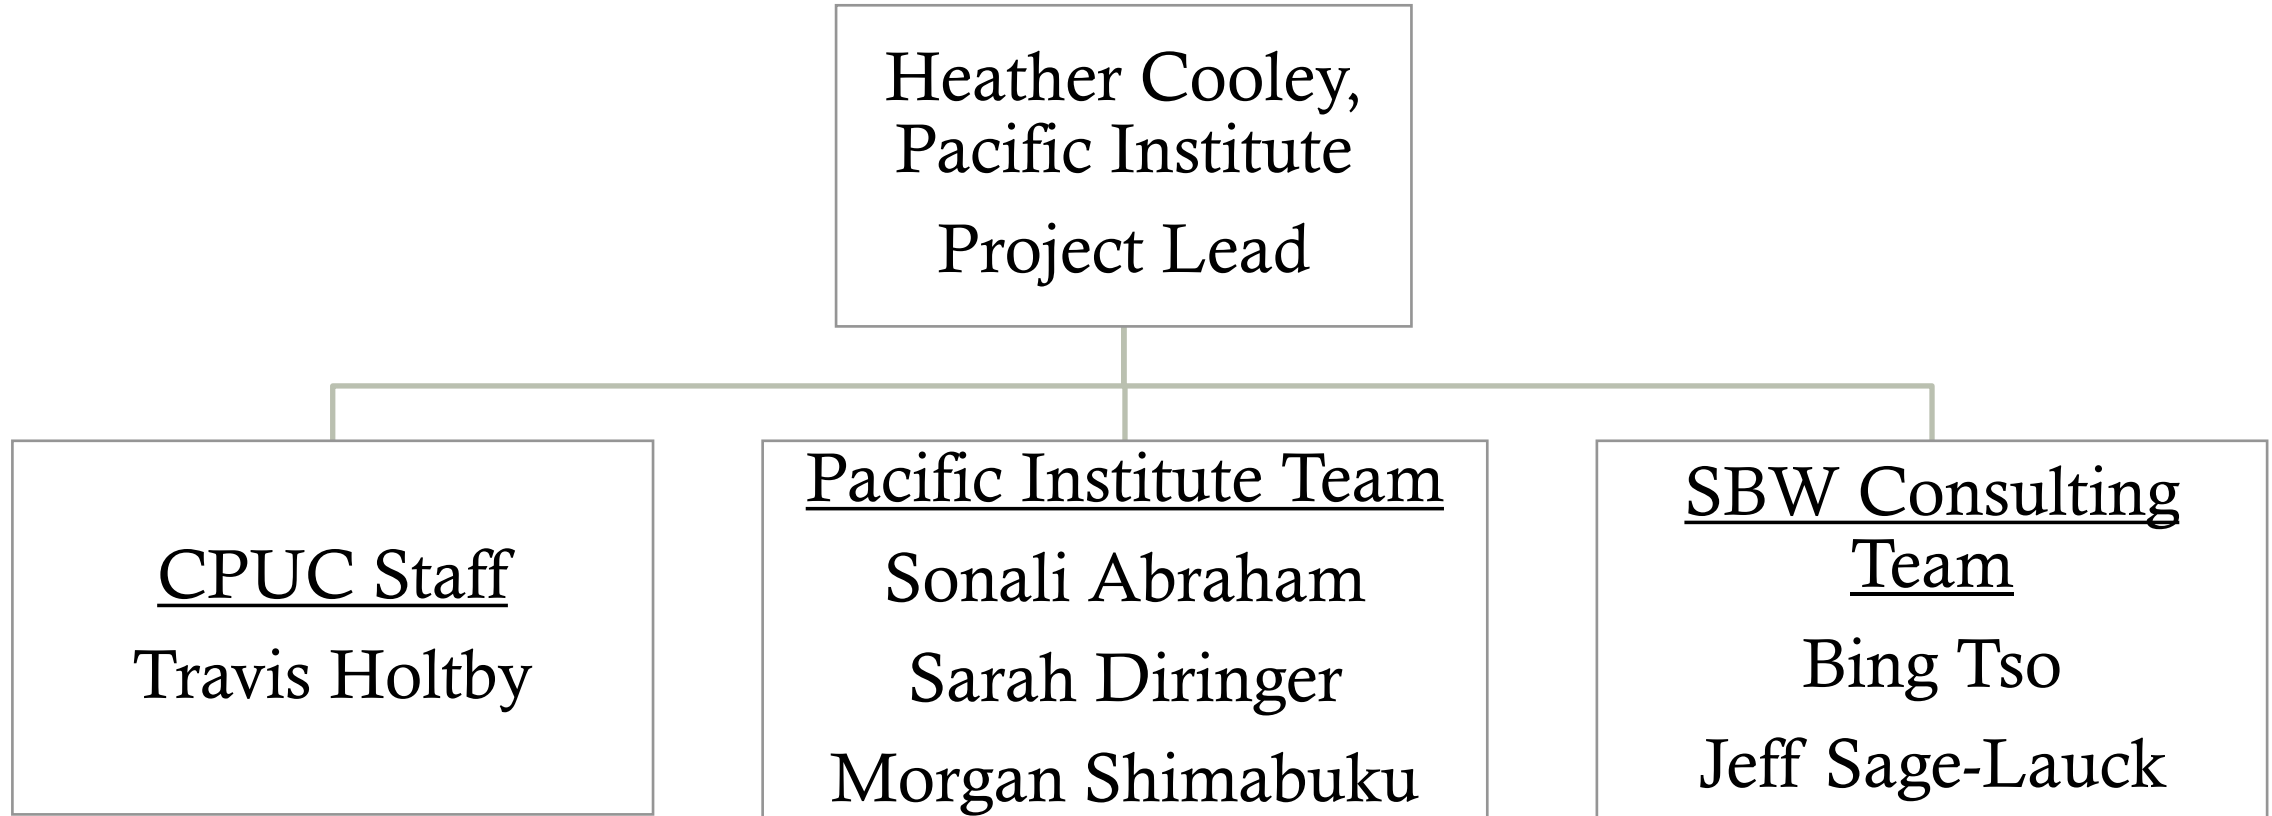 Heather Cooley,
Pacific Institute
Project Lead
CPUC Staff
Travis Holtby
Pacific Institute Team
Sonali Abraham
Sarah Diringer
Morgan Shimabuku
SBW Consulting
Team
Bing Tso
Jeff Sage-Lauck